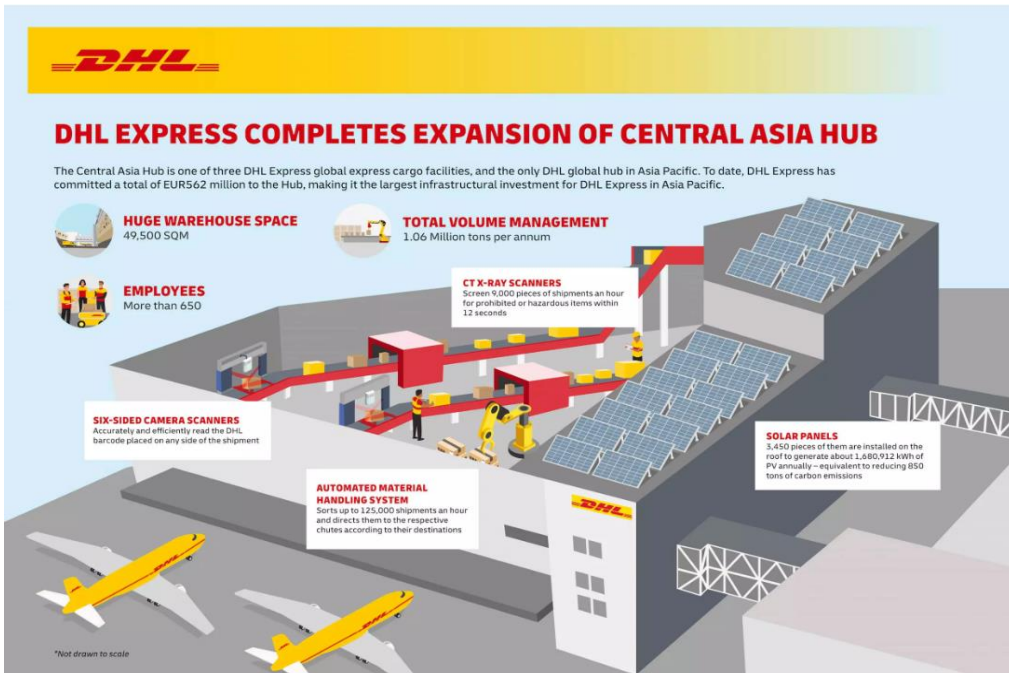 DHL
DHL EXPRESS COMPLETES EXPANSION OF CENTRAL ASIA HUB
The Central Asia Hub is one of three DHL Express global express cargo facilities, and the only DHL global hub in Asia Pacific. To date, DHL Express has
committed a total of EUR562 million to the Hub, making it the largest infrastructural investment for DHL Express in Asia Pacific.
HUGE WAREHOUSE SPACE
49,500 SQM
TOTAL VOLUME MANAGEMENT
1.06 Million tons per annum
EMPLOYEES
More than 650
CT X-RAY SCANNERS
Screen 9,000 pieces of shipments an hour
for prohibited or hazardous items within
12 seconds
SIX-SIDED CAMERA SCANNERS
Accurately and efficiently read the DHL
barcode placed on any side of the shipment
SOLAR PANELS
3,450 pieces of them are installed on the
roof to generate about 1,680,912 kWh of
PV annually – equivalent to reducing 850
tons of carbon emissions
AUTOMATED MATERIAL
HANDLING SYSTEM
Sorts up to 125,000 shipments an hour
and directs them to the respective
chutes according to their destinations
DHL
DHL
DHL
*Not drawn to scale